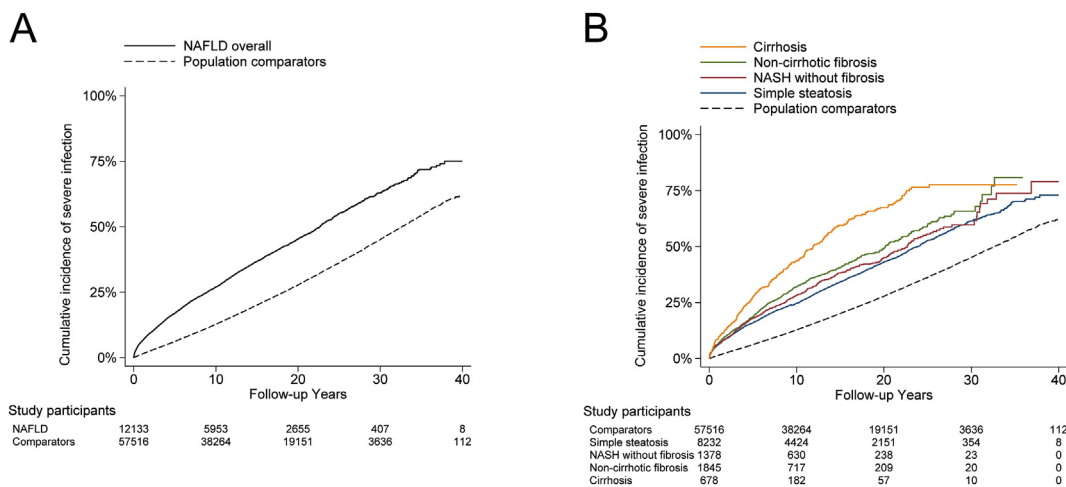 A
NAFLD overall
Population comparators
Cumulative incidence of severe infection
100%
75%
50%
25%
0%
0 10 20 30 40
Follow-up Years
Study participants
NAFLD 12133 5953 2655 407 8
Comparators 57516 38264 19151 3636 112
B
Cirrhosis
Non-cirrhotic fibrosis
NASH without fibrosis
Simple steatosis
Population comparators
Cumulative incidence of severe infection
100%
75%
50%
25%
0%
0 10 20 30 40
Follow-up Years
Study participants
Comparators 57516 38264 19151 3636 112
Simple steatosis 8232 4424 2151 354 8
NASH without fibrosis 1378 630 238 23 0
Non-cirrhotic fibrosis 1845 717 209 20 0
Cirrhosis 678 182 57 10 0